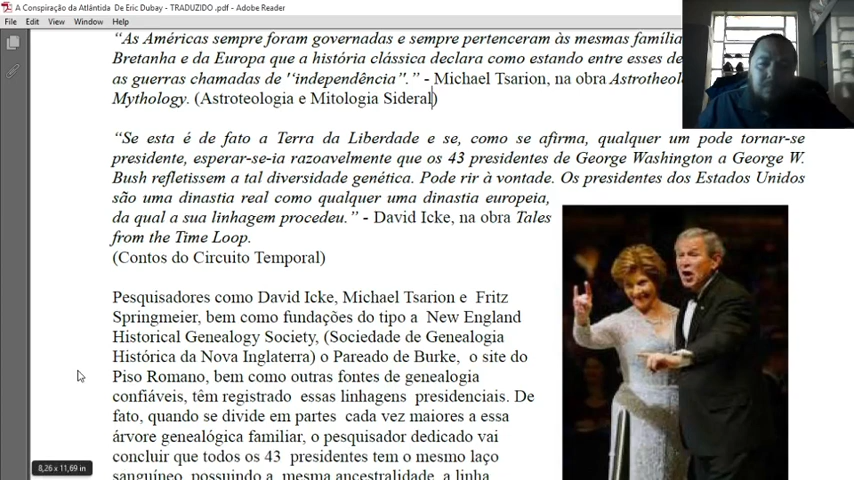 A Conspiração da Atlântida De Eric Dubay - TRADUZIDO .pdf - Adobe Reader
File Edit View Window Help
“As Américas sempre foram governadas e sempre pertenceram às mesmas família
Bretanha e da Europa que a história clássica declara como estando entre esses de
as guerras chamadas de ''independência”.” - Michael Tsarion, na obra Astrotheol
Mythology. (Astroteologia e Mitologia Sideral)
“Se esta é de fato a Terra da Liberdade e se, como se afirma, qualquer um pode tornar-se
presidente, esperar-se-ia razoavelmente que os 43 presidentes de George Washington a George W.
Bush refletissem a tal diversidade genética. Pode rir à vontade. Os presidentes dos Estados Unidos
são uma dinastia real como qualquer uma dinastia europeia,
da qual a sua linhagem procedeu.” - David Icke, na obra Tales
from the Time Loop.
(Contos do Circuito Temporal)
Pesquisadores como David Icke, Michael Tsarion e Fritz
Springmeier, bem como fundações do tipo a New England
Historical Genealogy Society, (Sociedade de Genealogia
Histórica da Nova Inglaterra) o Pareado de Burke, o site do
Piso Romano, bem como outras fontes de genealogia
confiáveis, têm registrado essas linhagens presidenciais. De
fato, quando se divide em partes cada vez maiores a essa
árvore genealógica familiar, o pesquisador dedicado vai
concluir que todos os 43 presidentes tem o mesmo laço
sanguíneo, possuindo a mesma ancestralidade, a linha
8,26 x 11,69 in